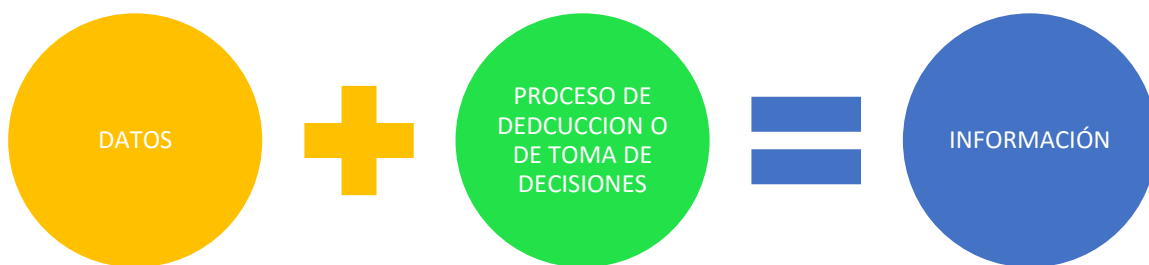 DATOS
PROCESO DE
DEDCUCCION O
DE TOMA DE
DECISIONES
INFORMACIÓN